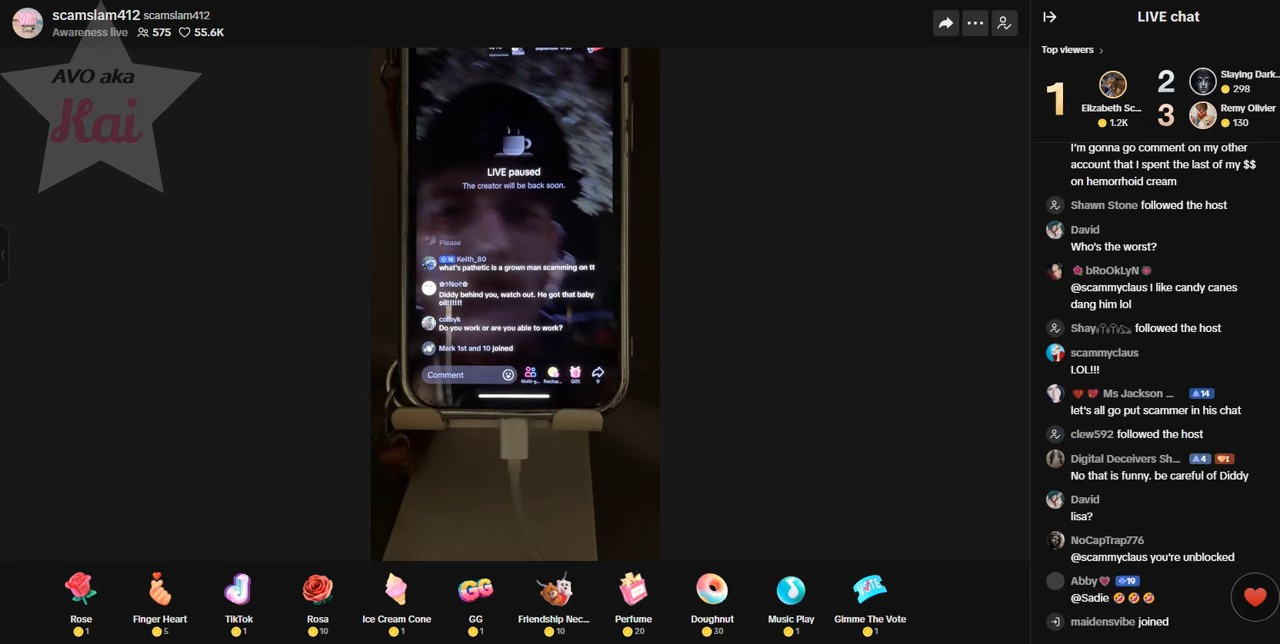 scamslam412 scamslam412
Awareness live 575 55.6K
AVO aka
Kai
LIVE paused
The creator will be back soon.
Please
16 Keith_80
what's pathetic is a grown man scamming on tt
Diddy behind you, watch out. He got that baby
oil!!!!!!
colbyk
Do you work or are you able to work?
Mark 1st and 10 joined
Comment
Multi-g...
Rechar...
Gift
9
Rose
1
Finger Heart
5
TikTok
1
Rosa
10
Ice Cream Cone
1
GG
GG
1
Friendship Nec...
10
Perfume
20
Doughnut
30
Music Play
1
VOTE
Gimme The Vote
1
LIVE chat
Top viewers
1
Elizabeth Sc...
1.2K
2
Slaying Dark...
298
3
Remy Olivier
130
I'm gonna go comment on my other
account that I spent the last of my $$
on hemorrhoid cream
Shawn Stone followed the host
David
Who's the worst?
bRoOkLyN
@scammyclaus I like candy canes
dang him lol
Shay followed the host
scammyclaus
LOL!!!
Ms Jackson ... 14
let's all go put scammer in his chat
clew592 followed the host
Digital Deceivers Sh... 4 I
No that is funny. be careful of Diddy
David
lisa?
NoCapTrap776
@scammyclaus you're unblocked
Abby 19
@Sadie 🤣 🤣 🤣
maidensvibe joined